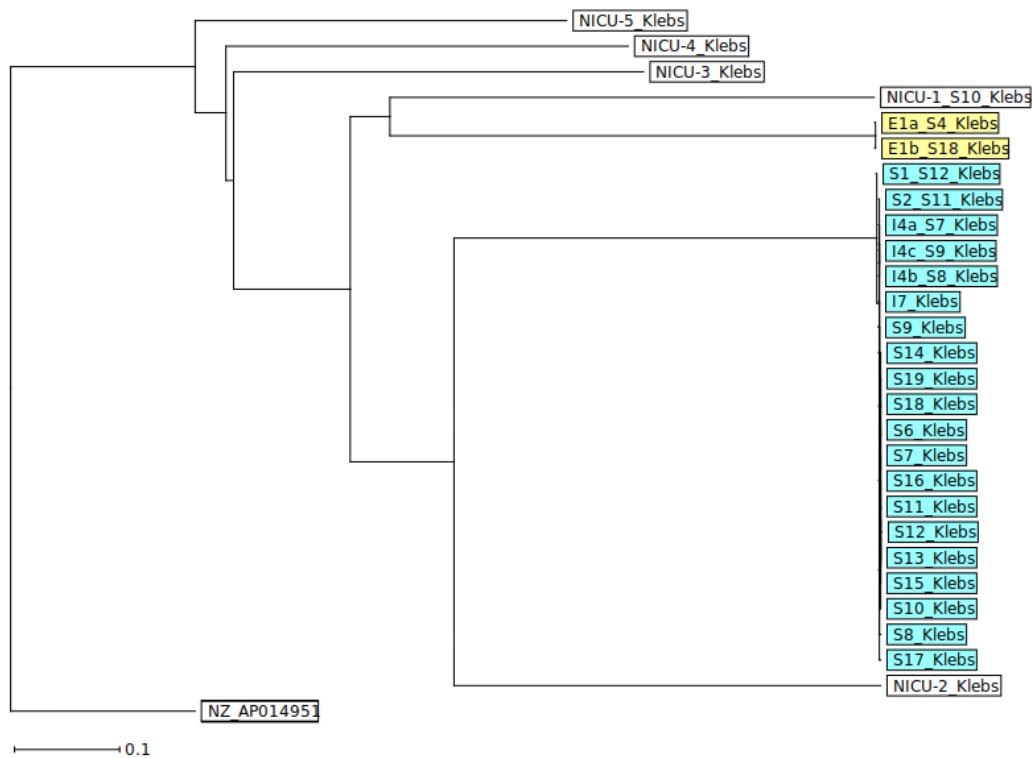 NICU-5_Klebs
NICU-4_Klebs
NICU-3_Klebs
NICU-1_S10_Klebs
E1a_S4_Klebs
E1b_S18_Klebs
S1_S12_Klebs
S2_S11_Klebs
I4a_S7_Klebs
I4c_S9_Klebs
I4b_S8_Klebs
I7_Klebs
S9_Klebs
S14_Klebs
S19_Klebs
S18_Klebs
S6_Klebs
S7_Klebs
S16_Klebs
S11_Klebs
S12_Klebs
S13_Klebs
S15_Klebs
S10_Klebs
S8_Klebs
S17_Klebs
NICU-2_Klebs
NZ_AP014951
0.1